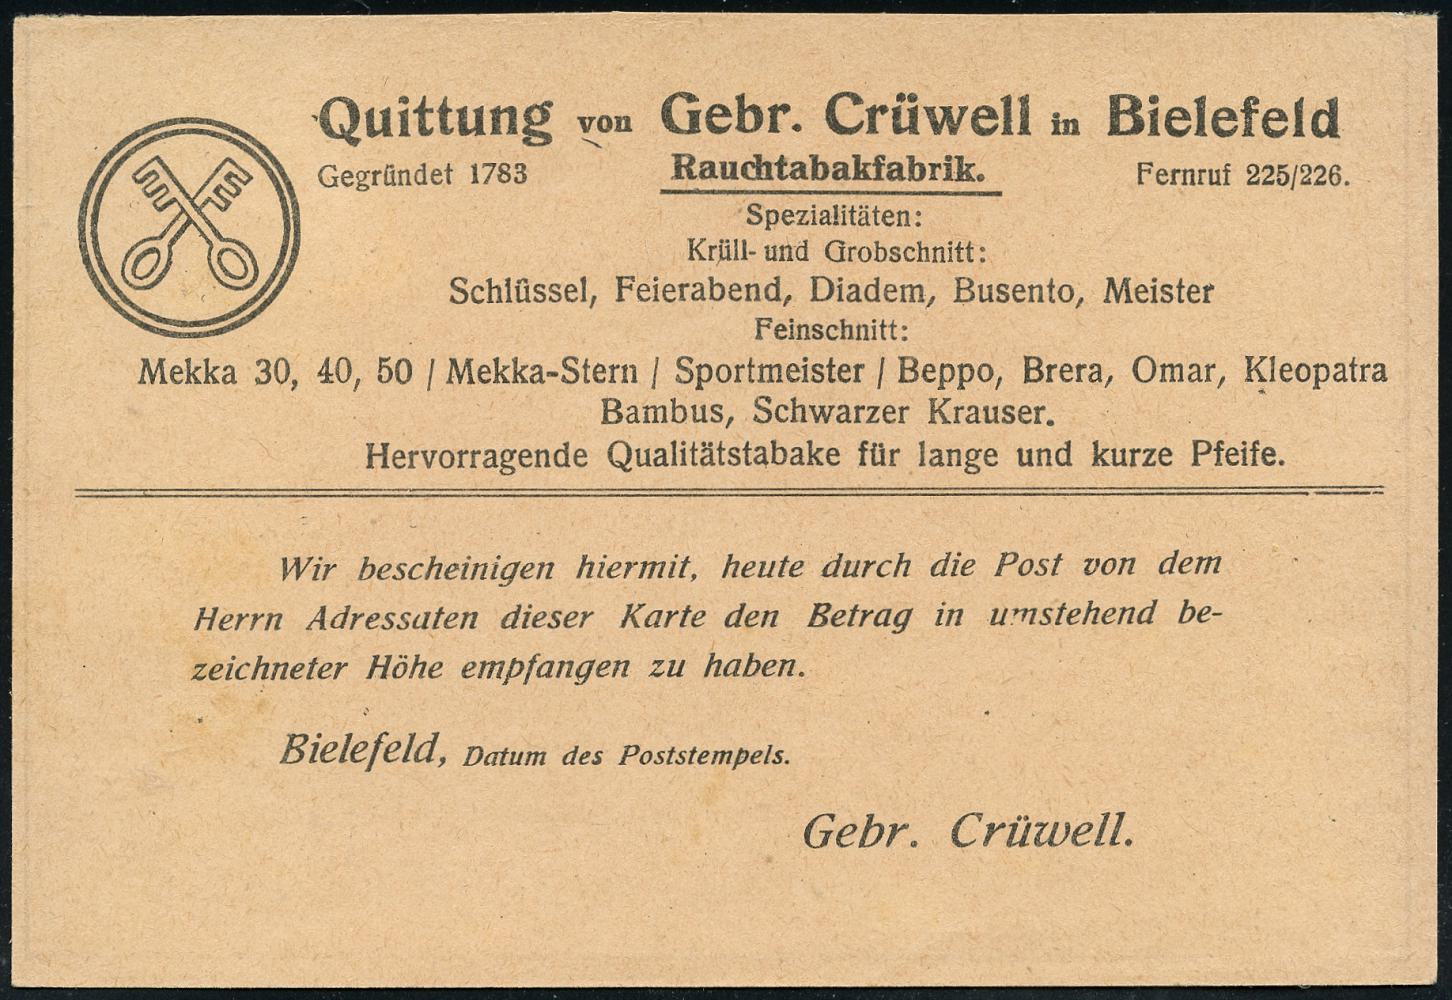 Quittung von Gebr. Crüwell in Bielefeld
Gegründet 1783 Rauchtabakfabrik. Fernruf 225/226.
Spezialitäten:
Krüll- und Grobschnitt:
Schlüssel, Feierabend, Diadem, Busento, Meister
Feinschnitt:
Mekka 30, 40, 50 / Mekka-Stern / Sportmeister / Beppo, Brera, Omar, Kleopatra
Bambus, Schwarzer Krauser.
Hervorragende Qualitätstabake für lange und kurze Pfeife.
Wir bescheinigen hiermit, heute durch die Post von dem
Herrn Adressaten dieser Karte den Betrag in umstehend be-
zeichneter Höhe empfangen zu haben.
Bielefeld, Datum des Poststempels.
Gebr. Crüwell.